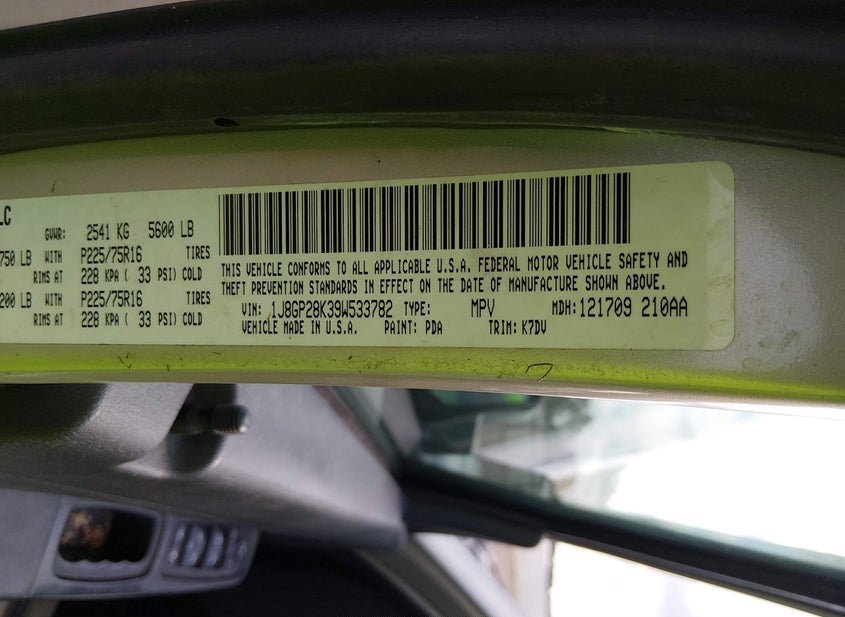 LC
GVWR: 2541 KG 5600 LB
750 LB WITH P225/75R16 TIRES
RIMS AT 228 KPA ( 33 PSI) COLD
200 LB WITH P225/75R16 TIRES
RIMS AT 228 KPA ( 33 PSI) COLD
THIS VEHICLE CONFORMS TO ALL APPLICABLE U.S.A. FEDERAL MOTOR VEHICLE SAFETY AND
THEFT PREVENTION STANDARDS IN EFFECT ON THE DATE OF MANUFACTURE SHOWN ABOVE.
VIN: 1J8GP28K39W533782 TYPE: MPV MDH: 121709 210AA
VEHICLE MADE IN U.S.A. PAINT: PDA TRIM: K7DV